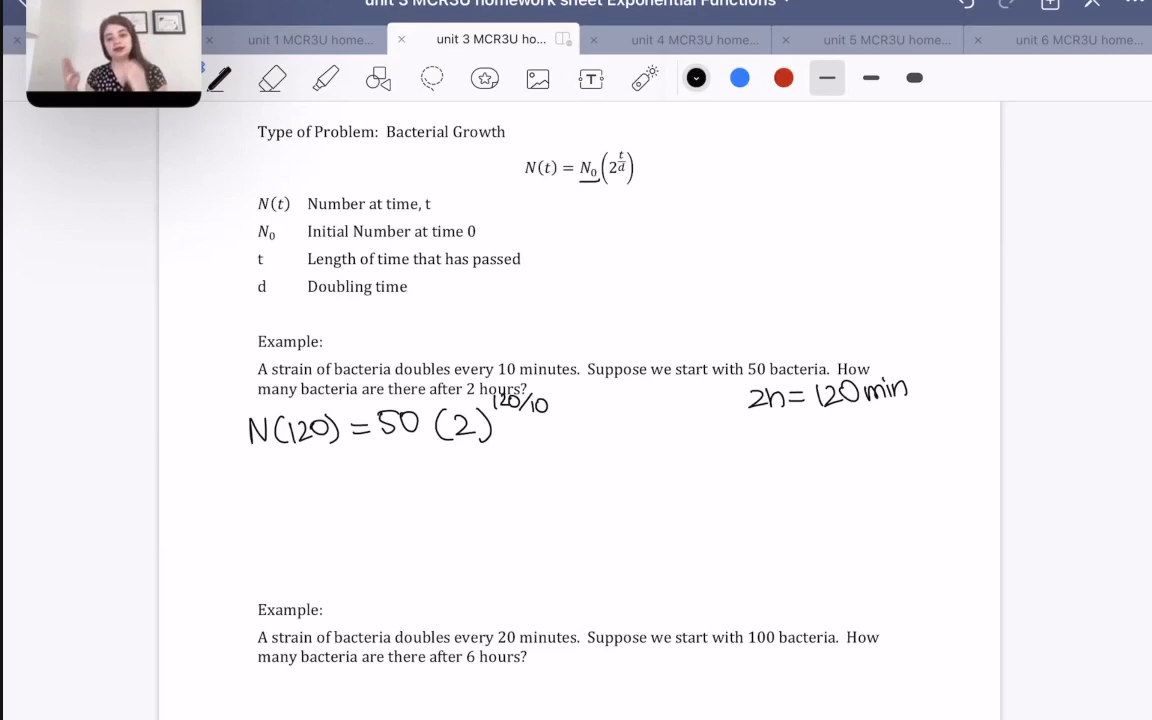 unit 3 MCR3U homework sheet Exponential Functions
unit 1 MCR3U home...
unit 3 MCR3U ho...
unit 4 MCR3U home...
unit 5 MCR3U home...
unit 6 MCR3U home...
Type of Problem: Bacterial Growth
N(t) = N₀(2^(t/d))
N(t) Number at time, t
N₀ Initial Number at time 0
t Length of time that has passed
d Doubling time
Example:
A strain of bacteria doubles every 10 minutes. Suppose we start with 50 bacteria. How
many bacteria are there after 2 hours?
2h = 120 min
N(120) = 50 (2)^(120/10)
Example:
A strain of bacteria doubles every 20 minutes. Suppose we start with 100 bacteria. How
many bacteria are there after 6 hours?